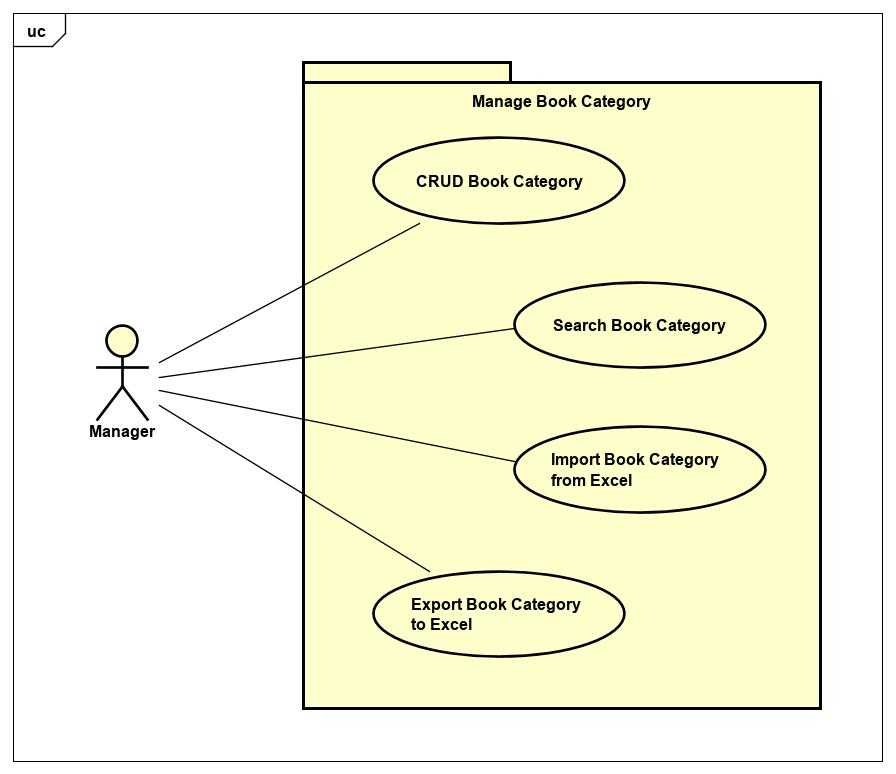 uc
Manage Book Category
CRUD Book Category
Search Book Category
Manager
Import Book Category
from Excel
Export Book Category
to Excel